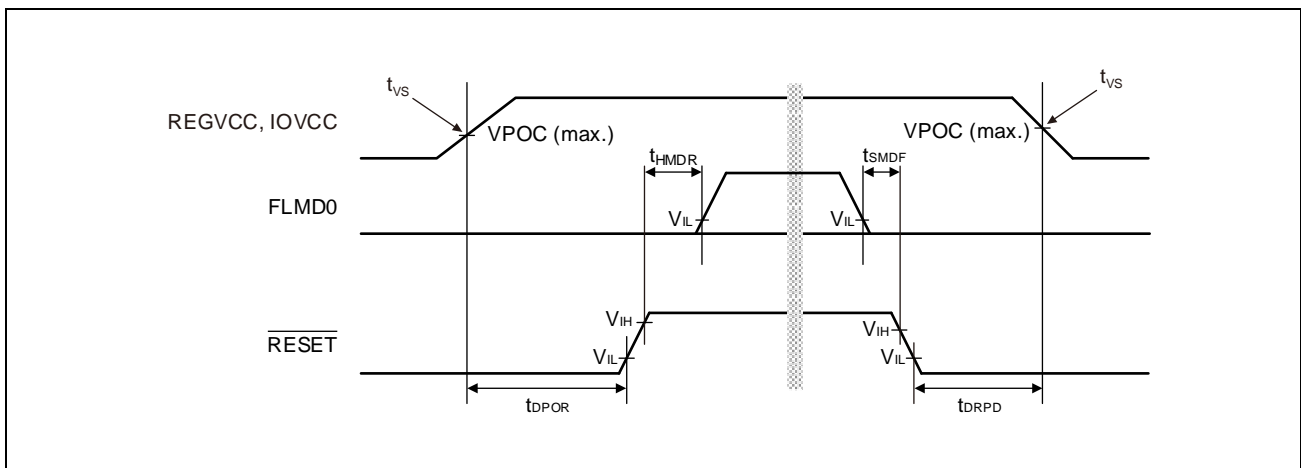 tVS
tVS
REGVCC, IOVCC
VPOC (max.)
VPOC (max.)
tHMDR
tSMDF
FLMD0
VIL
VIL
VIH
VIH
RESET
VIL
VIL
tDPOR
tDRPD